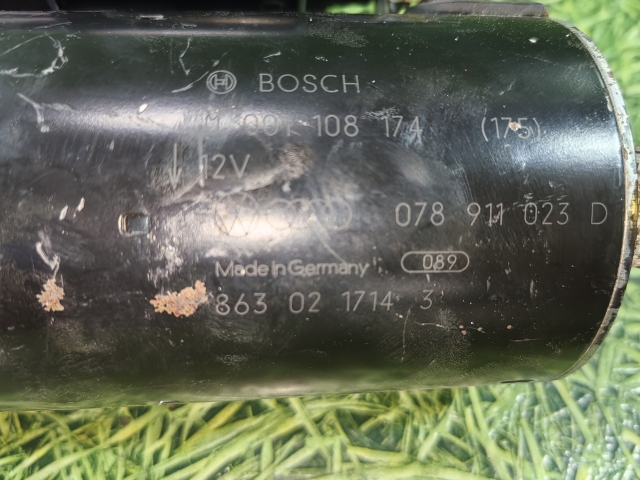 BOSCH
001 108 174 (175)
12V
078 911 023 D
Made in Germany 089
863 02 1714 3